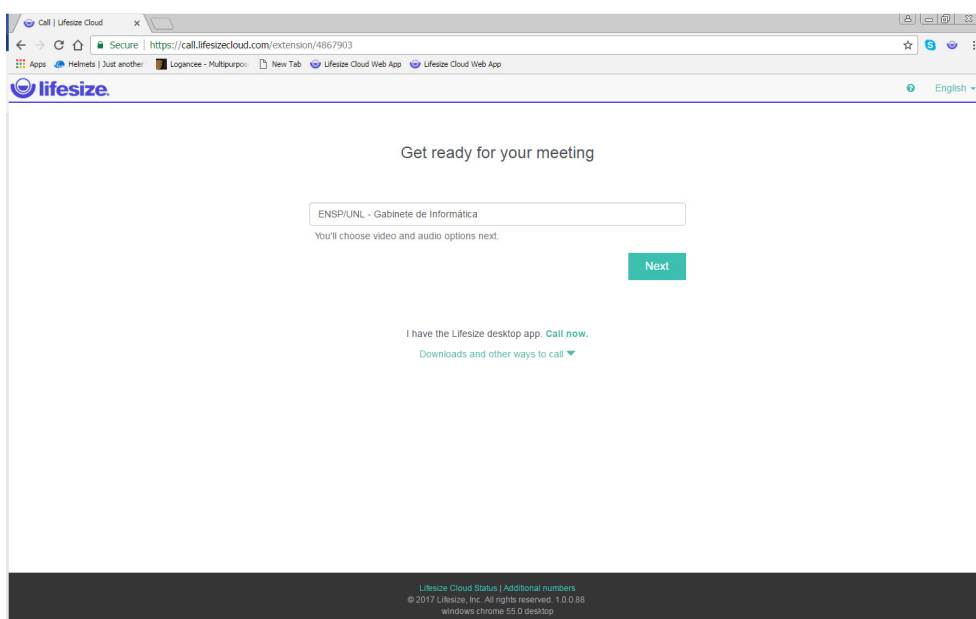 Call | Lifesize Cloud
Secure | https://call.lifesizecloud.com/extension/4867903
Apps Helmets | Just another Logancee - Multipurpo: New Tab Lifesize Cloud Web App Lifesize Cloud Web App
lifesize. English
Get ready for your meeting
ENSP/UNL - Gabinete de Informática
You'll choose video and audio options next.
Next
I have the Lifesize desktop app. Call now.
Downloads and other ways to call
Lifesize Cloud Status | Additional numbers
© 2017 Lifesize, Inc. All rights reserved. 1.0.0.88
windows chrome 55.0 desktop